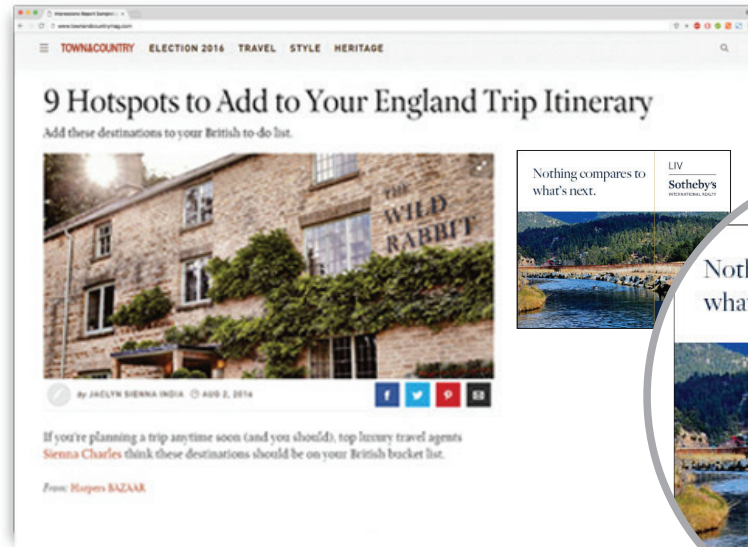 www.townandcountrymag.com
TOWN&COUNTRY ELECTION 2016 TRAVEL STYLE HERITAGE
9 Hotspots to Add to Your England Trip Itinerary
Add these destinations to your British to-do list.
THE
WILD
RABBIT
By JACLYN SIENNA INDIA AUG 2, 2016
If you're planning a trip anytime soon (and you should), top luxury travel agents
Sienna Charles think these destinations should be on your British bucket list.
From: Harpers BAZAAR
Nothing compares to
what's next.
LIV
Sotheby's
INTERNATIONAL REALTY
Noth
what